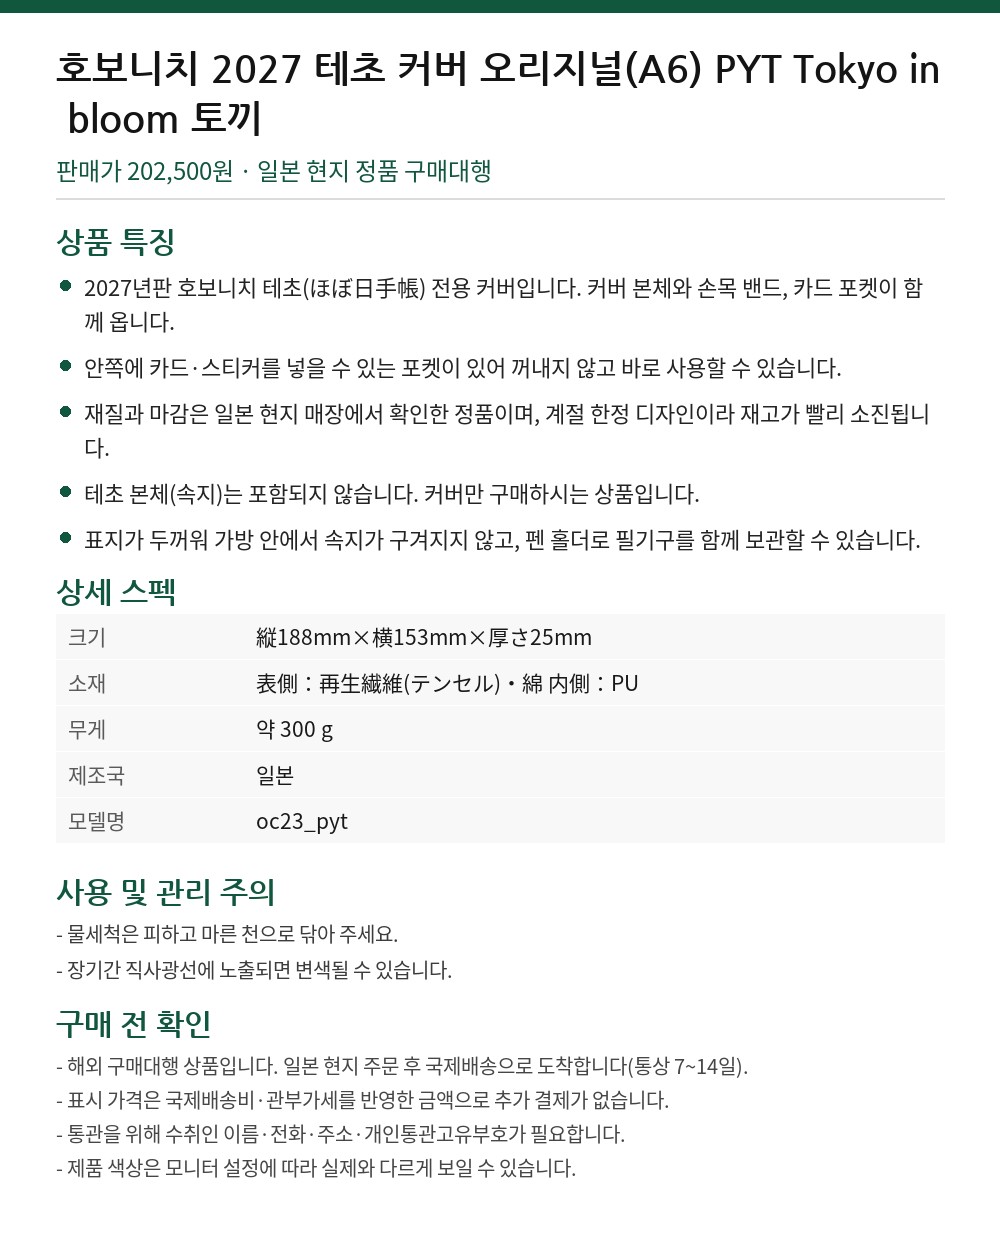 호보니치 2027 테초 커버 오리지널(A6) PYT Tokyo in
bloom 토끼
판매가 202,500원 · 일본 현지 정품 구매대행
상품 특징
● 2027년판 호보니치 테초(ほぼ日手帳) 전용 커버입니다. 커버 본체와 손목 밴드, 카드 포켓이 함
께 옵니다.
● 안쪽에 카드·스티커를 넣을 수 있는 포켓이 있어 꺼내지 않고 바로 사용할 수 있습니다.
● 재질과 마감은 일본 현지 매장에서 확인한 정품이며, 계절 한정 디자인이라 재고가 빨리 소진됩니
다.
● 테초 본체(속지)는 포함되지 않습니다. 커버만 구매하시는 상품입니다.
● 표지가 두꺼워 가방 안에서 속지가 구겨지지 않고, 펜 홀더로 필기구를 함께 보관할 수 있습니다.
상세 스펙
크기 縦188mm×横153mm×厚さ25mm
소재 表側：再生繊維(テンセル)・綿 内側：PU
무게 약 300 g
제조국 일본
모델명 oc23_pyt
사용 및 관리 주의
- 물세척은 피하고 마른 천으로 닦아 주세요.
- 장기간 직사광선에 노출되면 변색될 수 있습니다.
구매 전 확인
- 해외 구매대행 상품입니다. 일본 현지 주문 후 국제배송으로 도착합니다(통상 7~14일).
- 표시 가격은 국제배송비·관부가세를 반영한 금액으로 추가 결제가 없습니다.
- 통관을 위해 수취인 이름·전화·주소·개인통관고유부호가 필요합니다.
- 제품 색상은 모니터 설정에 따라 실제와 다르게 보일 수 있습니다.